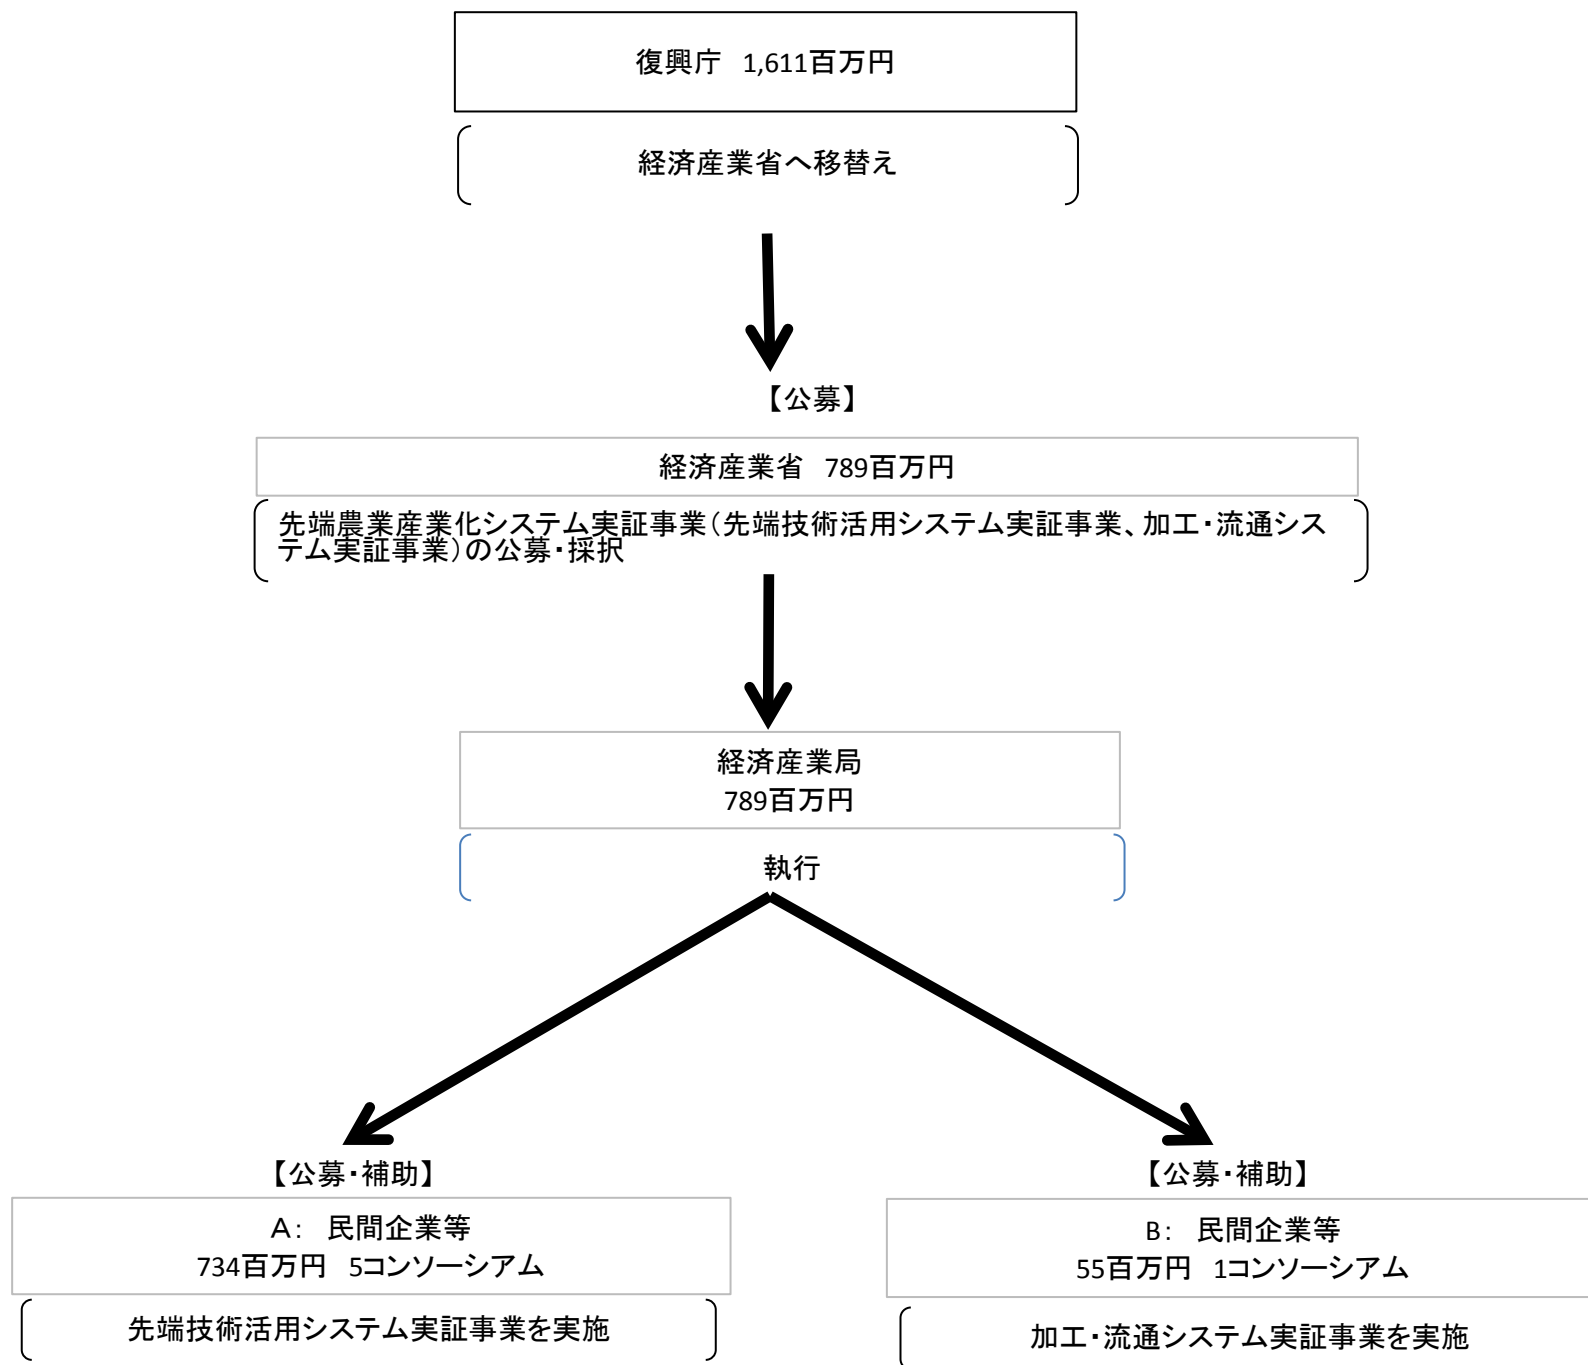 復興庁　1,611百万円
経済産業省へ移替え
【公募】
経済産業省　789百万円
先端農業産業化システム実証事業（先端技術活用システム実証事業、加工・流通シス
テム実証事業）の公募・採択
経済産業局
789百万円
執行
【公募・補助】
【公募・補助】
A：　民間企業等
734百万円　5コンソーシアム
B：　民間企業等
55百万円　1コンソーシアム
先端技術活用システム実証事業を実施
加工・流通システム実証事業を実施